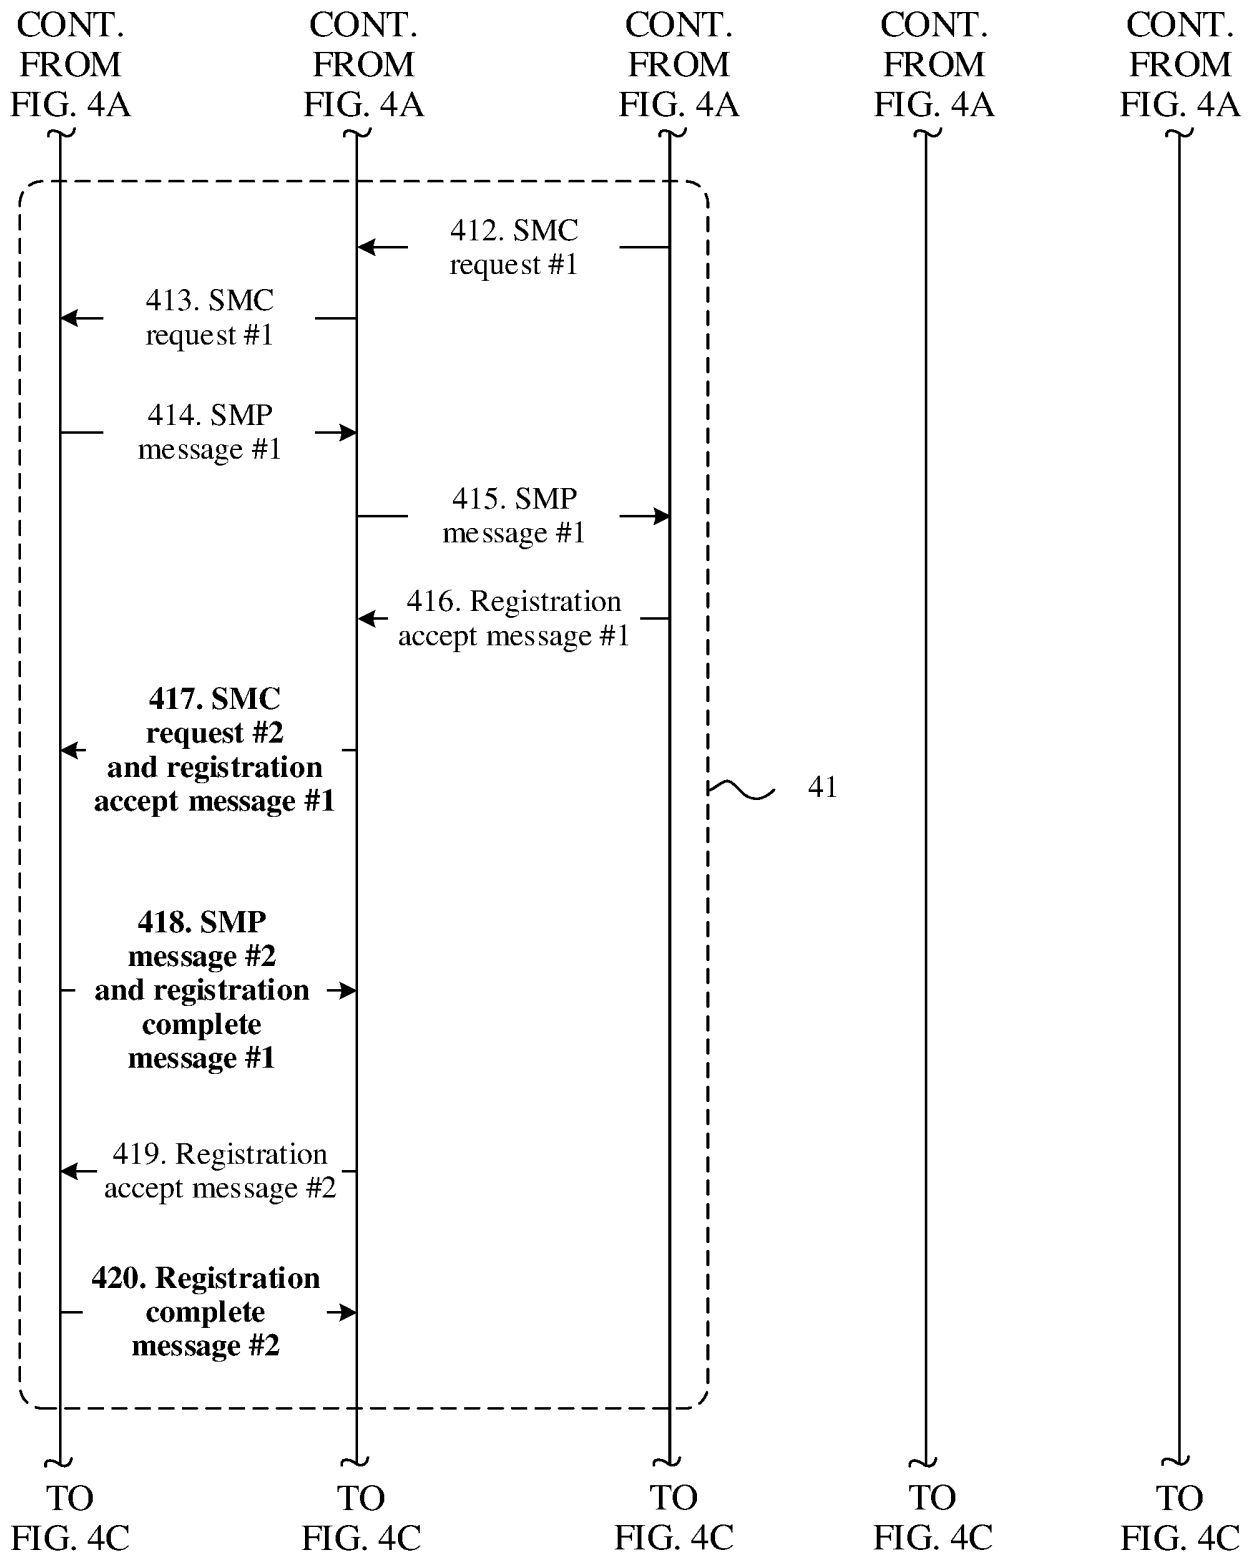 CONT.
FROM
FIG. 4A
CONT.
FROM
FIG. 4A
CONT.
FROM
FIG. 4A
CONT.
FROM
FIG. 4A
CONT.
FROM
FIG. 4A
412. SMC
request #1
413. SMC
request #1
414. SMP
message #1
415. SMP
message #1
416. Registration
accept message #1
417. SMC
request #2
and registration
accept message #1
41
418. SMP
message #2
and registration
complete
message #1
419. Registration
accept message #2
420. Registration
complete
message #2
TO
FIG. 4C
TO
FIG. 4C
TO
FIG. 4C
TO
FIG. 4C
TO
FIG. 4C